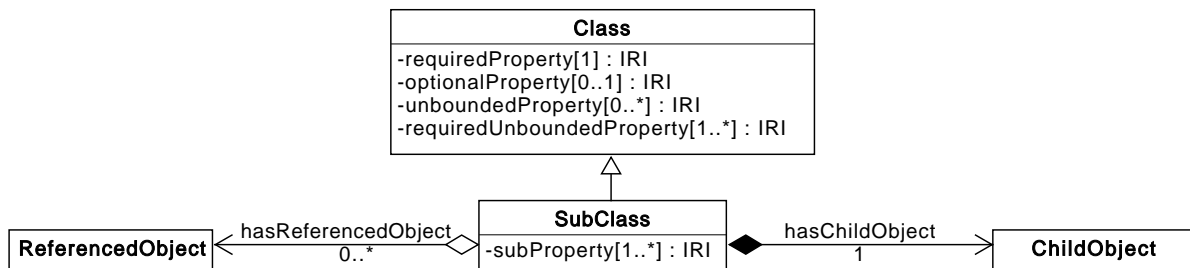 Class
-requiredProperty[1] : IRI
-optionalProperty[0..1] : IRI
-unboundedProperty[0..*] : IRI
-requiredUnboundedProperty[1..*] : IRI
SubClass
-subProperty[1..*] : IRI
hasReferencedObject
0..*
ReferencedObject
hasChildObject
1
ChildObject